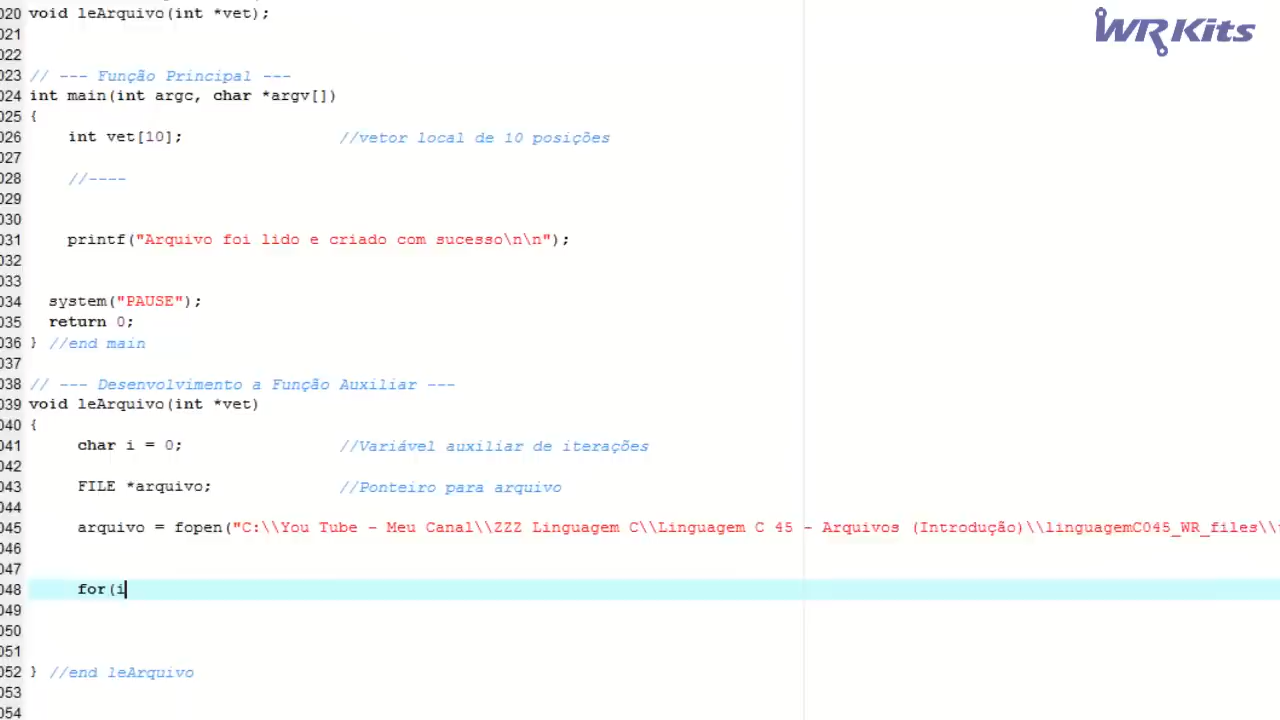 WR Kits
020 void leArquivo(int *vet);
021
022
023 // --- Função Principal ---
024 int main(int argc, char *argv[])
025 {
026 int vet[10]; //vetor local de 10 posições
027
028 //----
029
030
031 printf("Arquivo foi lido e criado com sucesso\n\n");
032
033
034 system("PAUSE");
035 return 0;
036 } //end main
037
038 // --- Desenvolvimento a Função Auxiliar ---
039 void leArquivo(int *vet)
040 {
041 char i = 0; //Variável auxiliar de iterações
042
043 FILE *arquivo; //Ponteiro para arquivo
044
045 arquivo = fopen("C:\\You Tube - Meu Canal\\ZZZ Linguagem C\\Linguagem C 45 - Arquivos (Introdução)\\linguagemC045_WR_files\\
046
047
048 for(i
049
050
051
052 } //end leArquivo
053
054